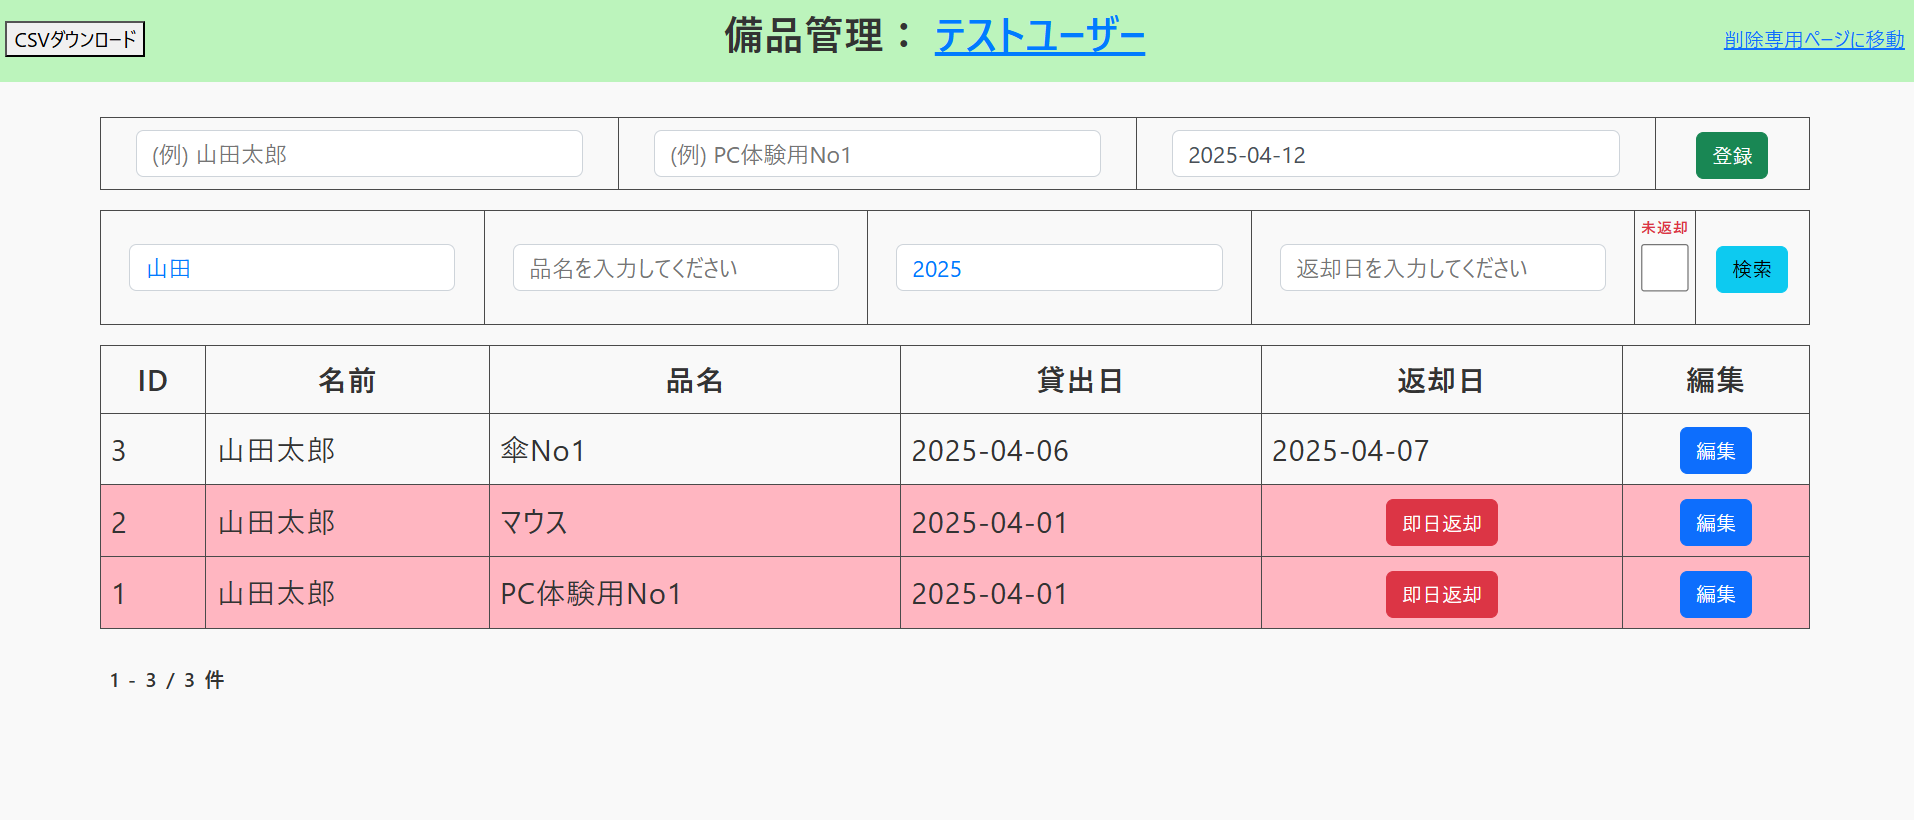 CSVダウンロード
備品管理： テストユーザー
削除専用ページに移動
(例) 山田太郎
(例) PC体験用No1
2025-04-12
登録
山田
品名を入力してください
2025
返却日を入力してください
未返却
検索
ID 名前 品名 貸出日 返却日 編集
3 山田太郎 傘No1 2025-04-06 2025-04-07 編集
2 山田太郎 マウス 2025-04-01 即日返却 編集
1 山田太郎 PC体験用No1 2025-04-01 即日返却 編集
1 - 3 / 3 件